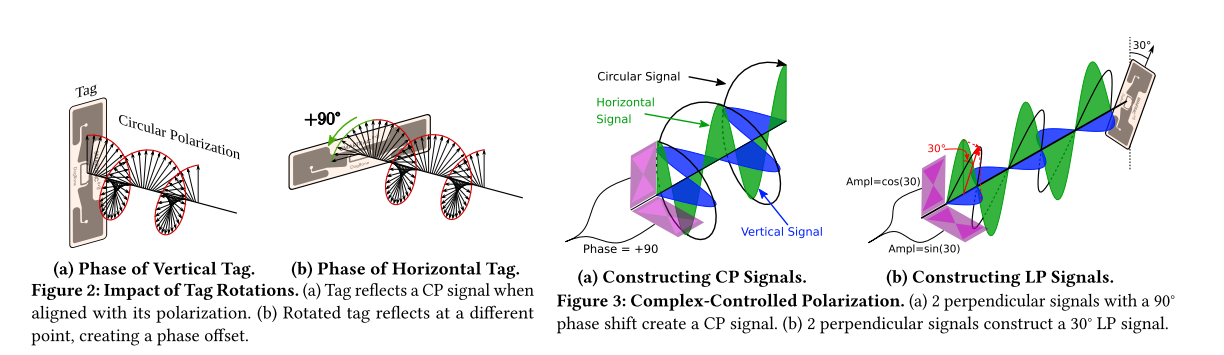 Tag
Circular Polarization
(a) Phase of Vertical Tag.
+90°
(b) Phase of Horizontal Tag.
Figure 2: Impact of Tag Rotations. (a) Tag reflects a CP signal when
aligned with its polarization. (b) Rotated tag reflects at a different
point, creating a phase offset.
Circular Signal
Horizontal
Signal
Vertical Signal
Phase = +90
(a) Constructing CP Signals.
30°
30°
Ampl=cos(30)
Ampl=sin(30)
(b) Constructing LP Signals.
Figure 3: Complex-Controlled Polarization. (a) 2 perpendicular signals with a 90°
phase shift create a CP signal. (b) 2 perpendicular signals construct a 30° LP signal.